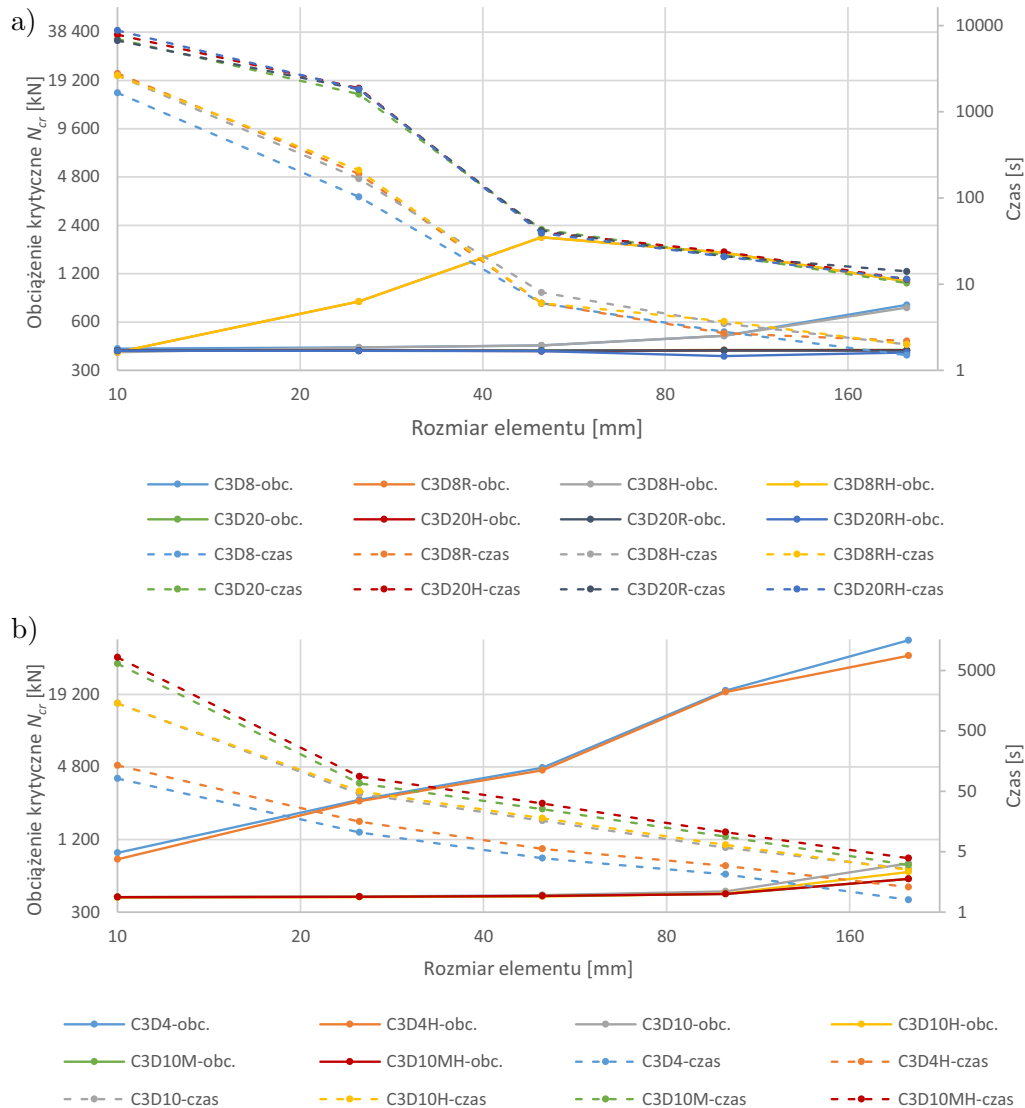 a)
38 400
19 200
9 600
4 800
2 400
1 200
600
300
Obciążenie krytyczne N_cr [kN]
10000
1000
100
10
1
Czas [s]
10 20 40 80 160
Rozmiar elementu [mm]
C3D8-obc. C3D8R-obc. C3D8H-obc. C3D8RH-obc.
C3D20-obc. C3D20H-obc. C3D20R-obc. C3D20RH-obc.
C3D8-czas C3D8R-czas C3D8H-czas C3D8RH-czas
C3D20-czas C3D20H-czas C3D20R-czas C3D20RH-czas
b)
19 200
4 800
1 200
300
Obciążenie krytyczne N_cr [kN]
5000
500
50
5
1
Czas [s]
10 20 40 80 160
Rozmiar elementu [mm]
C3D4-obc. C3D4H-obc. C3D10-obc. C3D10H-obc.
C3D10M-obc. C3D10MH-obc. C3D4-czas C3D4H-czas
C3D10-czas C3D10H-czas C3D10M-czas C3D10MH-czas